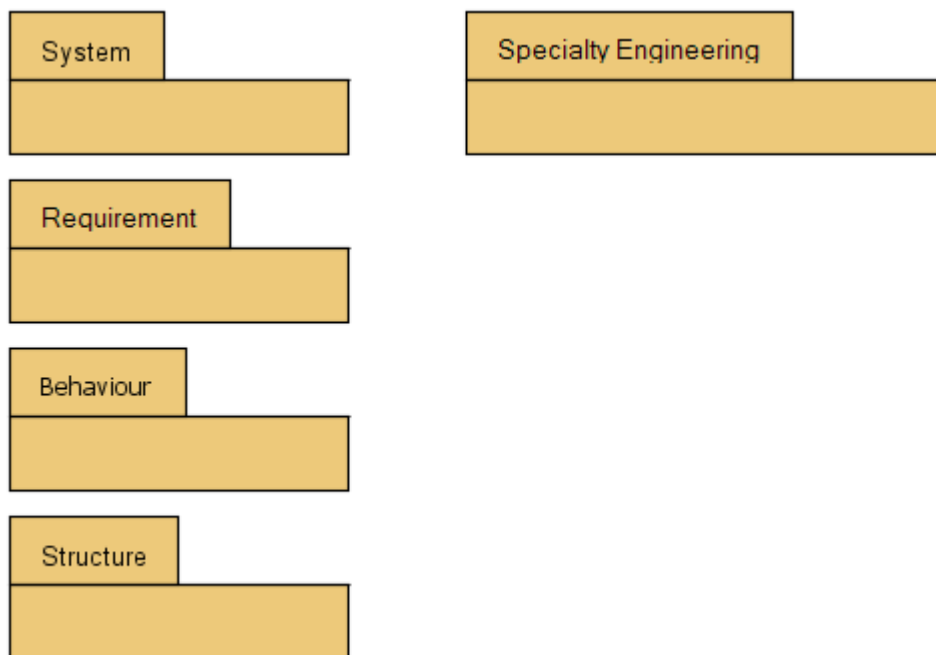 System
Specialty Engineering
Requirement
Behaviour
Structure